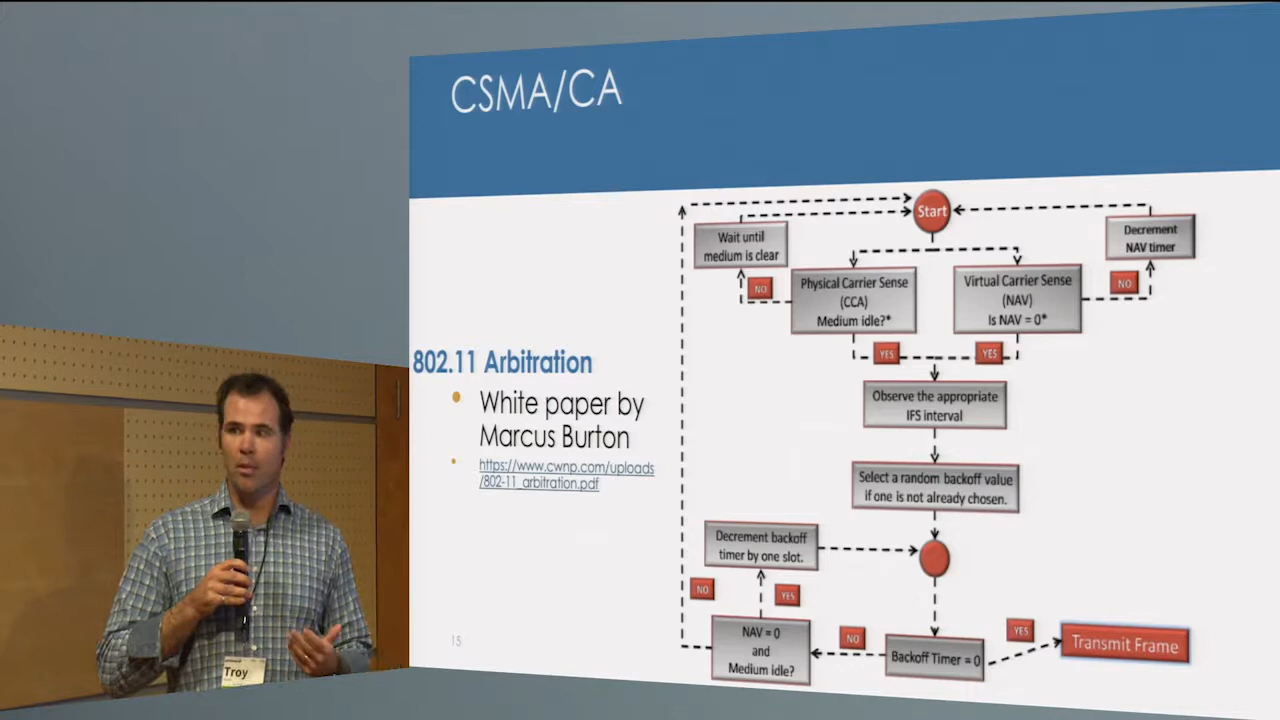 CSMA/CA
802.11 Arbitration
White paper by
Marcus Burton
https://www.cwnp.com/uploads
/802-11_arbitration.pdf
15
Start
Wait until
medium is clear
Decrement
NAV timer
NO
Physical Carrier Sense
(CCA)
Medium idle?*
Virtual Carrier Sense
(NAV)
Is NAV = 0*
NO
YES
YES
Observe the appropriate
IFS interval
Select a random backoff value
if one is not already chosen.
Decrement backoff
timer by one slot.
NO
YES
NAV = 0
and
Medium idle?
NO
Backoff Timer = 0
YES
Transmit Frame
Troy